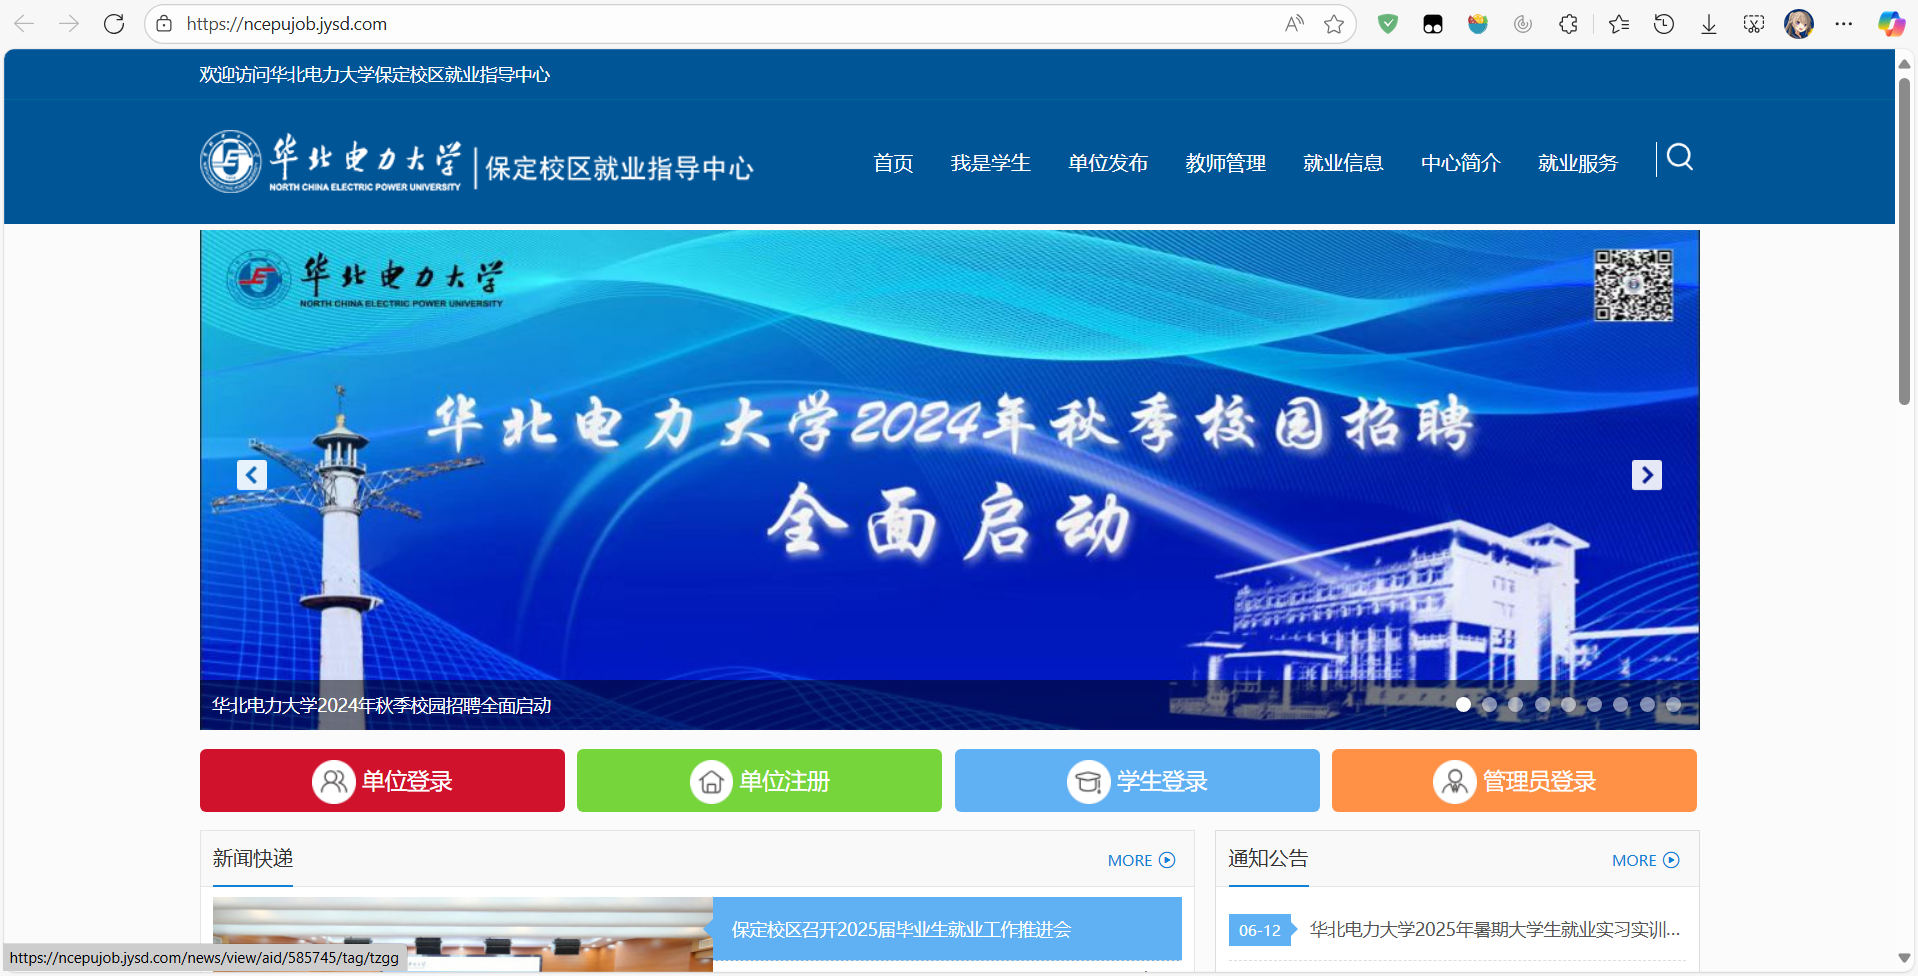 https://ncepujob.jysd.com
欢迎访问华北电力大学保定校区就业指导中心
华北电力大学
NORTH CHINA ELECTRIC POWER UNIVERSITY
保定校区就业指导中心
首页 我是学生 单位发布 教师管理 就业信息 中心简介 就业服务
华北电力大学
NORTH CHINA ELECTRIC POWER UNIVERSITY
华北电力大学2024年秋季校园招聘
全面启动
华北电力大学2024年秋季校园招聘全面启动
单位登录 单位注册 学生登录 管理员登录
新闻快递 MORE
通知公告 MORE
保定校区召开2025届毕业生就业工作推进会
06-12 华北电力大学2025年暑期大学生就业实习实训...
https://ncepujob.jysd.com/news/view/aid/585745/tag/tzgg